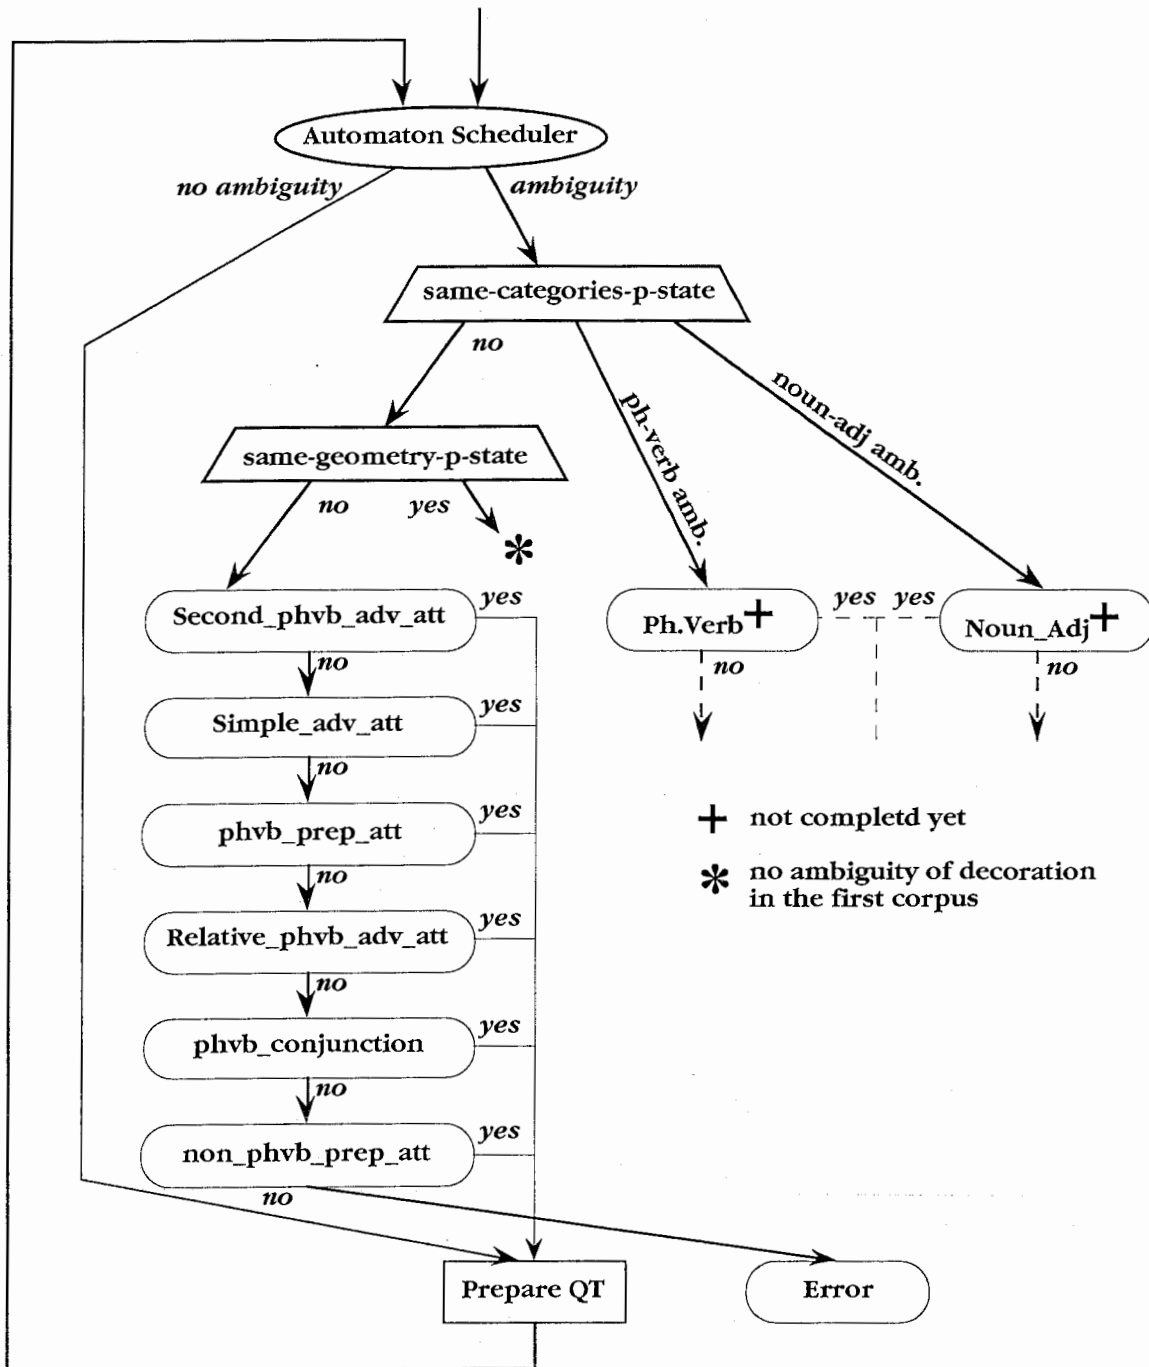 Automaton Scheduler
no ambiguity
ambiguity
same-categories-p-state
no
ph-verb amb.
noun-adj amb.
same-geometry-p-state
no
yes
*
Second_phvb_adv_att
yes
Ph.Verb+
yes
yes
Noun_Adj+
no
no
no
Simple_adv_att
yes
no
phvb_prep_att
yes
no
Relative_phvb_adv_att
yes
no
phvb_conjunction
yes
no
non_phvb_prep_att
yes
no
+ not completd yet
* no ambiguity of decoration
in the first corpus
Prepare QT
Error